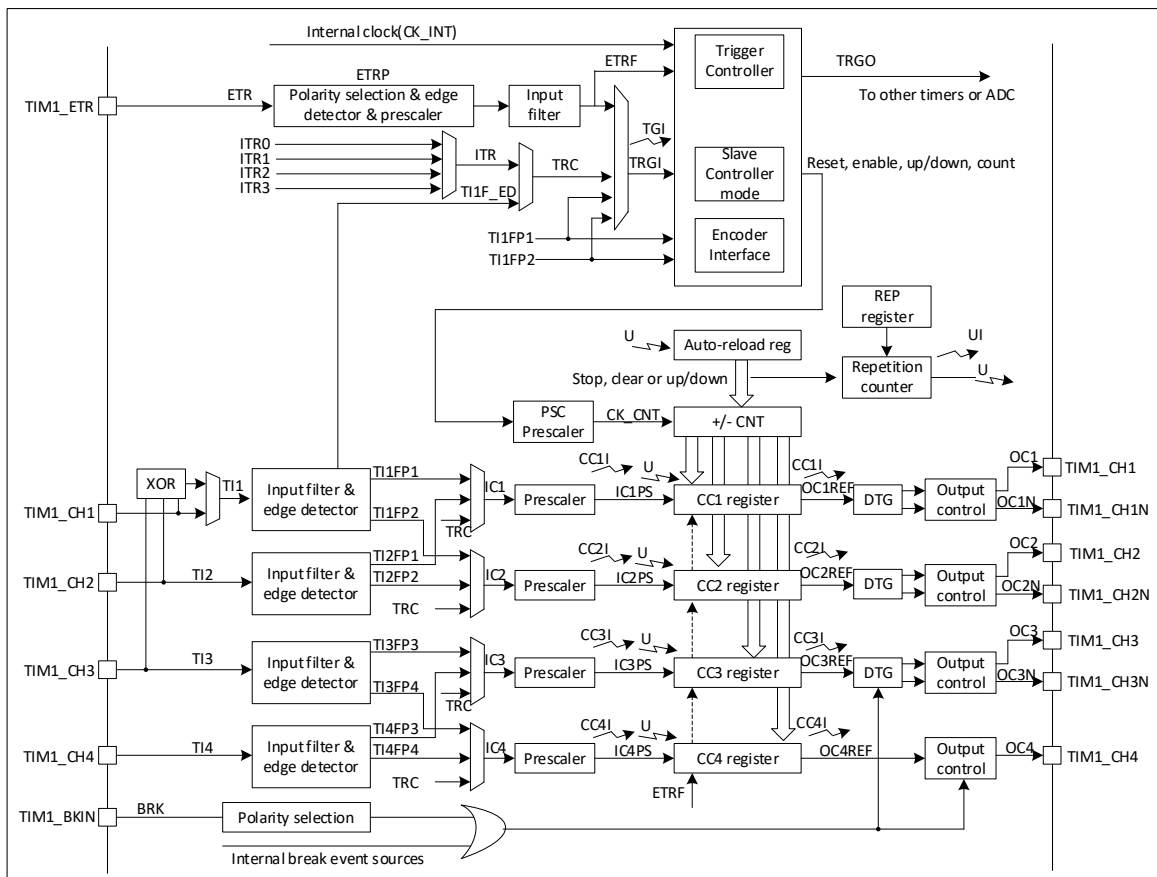 Internal clock(CK_INT)
TIM1_ETR
ETR
ETRP
Polarity selection & edge
detector & prescaler
Input
filter
ETRF
Trigger
Controller
TRGO
To other timers or ADC
ITR0
ITR1
ITR2
ITR3
ITR
TI1F_ED
TRC
TGI
TRGI
Slave
Controller
mode
Reset, enable, up/down, count
TI1FP1
TI1FP2
Encoder
Interface
REP
register
U
Auto-reload reg
UI
Stop, clear or up/down
Repetition
counter
U
PSC
Prescaler
CK_CNT
+/- CNT
XOR
TI1
TIM1_CH1
Input filter &
edge detector
TI1FP1
TI1FP2
TRC
IC1
Prescaler
CC1I
U
IC1PS
CC1 register
CC1I
OC1REF
DTG
Output
control
OC1
TIM1_CH1
OC1N
TIM1_CH1N
TIM1_CH2
TI2
Input filter &
edge detector
TI2FP1
TI2FP2
TRC
IC2
Prescaler
CC2I
U
IC2PS
CC2 register
CC2I
OC2REF
DTG
Output
control
OC2
TIM1_CH2
OC2N
TIM1_CH2N
TIM1_CH3
TI3
Input filter &
edge detector
TI3FP3
TI3FP4
TRC
IC3
Prescaler
CC3I
U
IC3PS
CC3 register
CC3I
OC3REF
DTG
Output
control
OC3
TIM1_CH3
OC3N
TIM1_CH3N
TIM1_CH4
TI4
Input filter &
edge detector
TI4FP3
TI4FP4
TRC
IC4
Prescaler
CC4I
U
IC4PS
CC4 register
CC4I
OC4REF
Output
control
OC4
TIM1_CH4
ETRF
TIM1_BKIN
BRK
Polarity selection
Internal break event sources